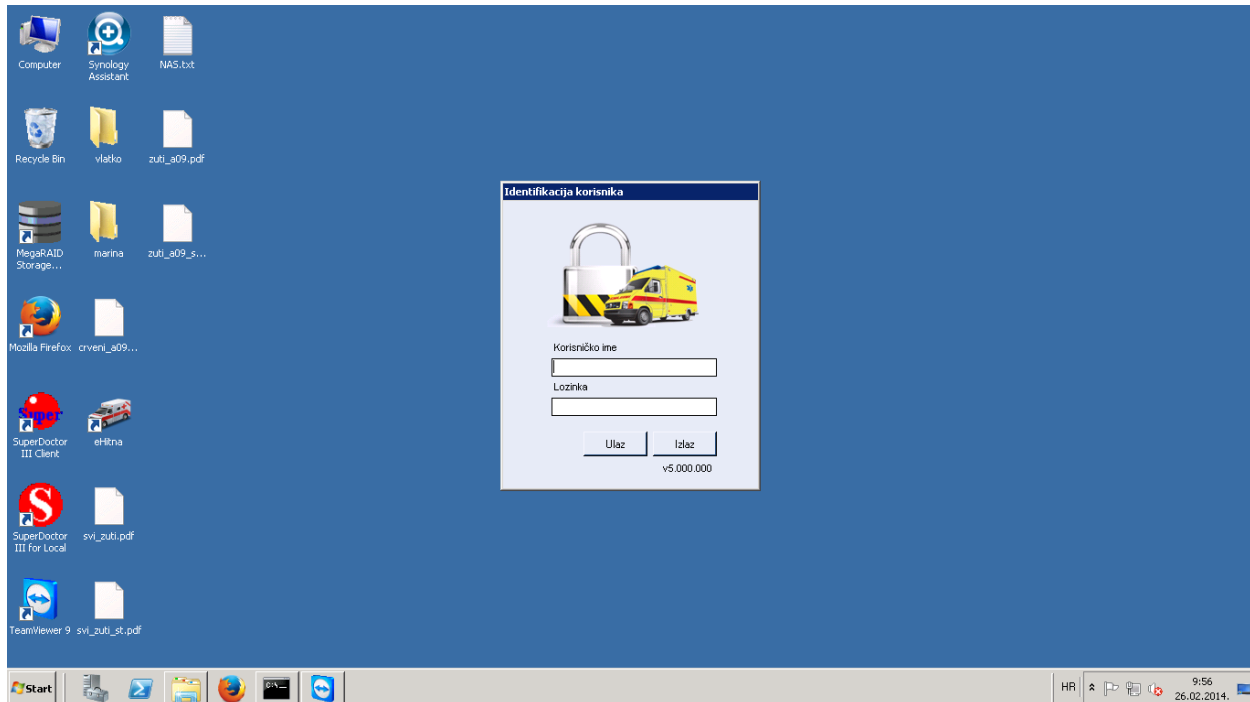 Computer
Synology
Assistant
NAS.txt
Recycle Bin
vlatko
zuti_a09.pdf
MegaRAID
Storage...
marina
zuti_a09_s...
Mozilla Firefox
crveni_a09...
Super
SuperDoctor
III Client
eHitna
S
SuperDoctor
III for Local
svi_zuti.pdf
TeamViewer 9
svi_zuti_st.pdf
Identifikacija korisnika
Korisničko ime
Lozinka
Ulaz
Izlaz
v5.000.000
Start
C:\_
HR
9:56
26.02.2014.